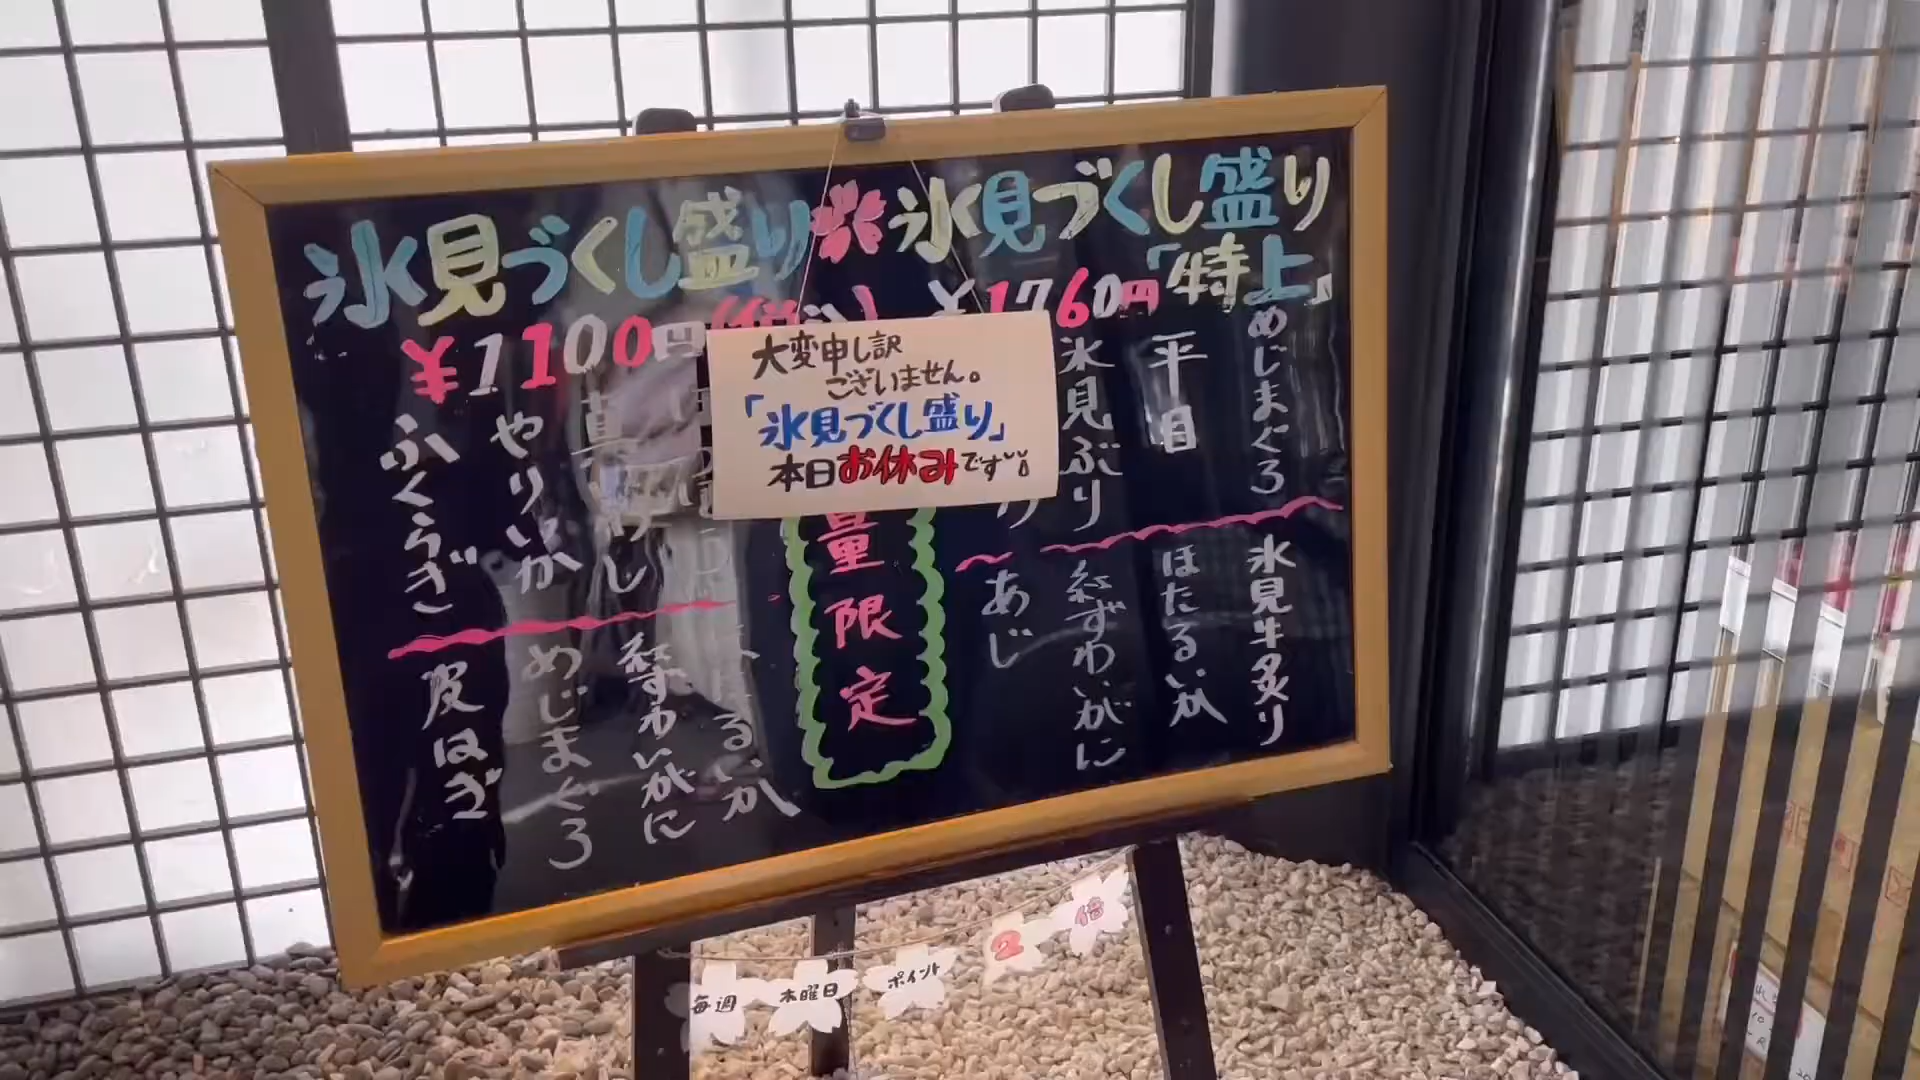 氷見づくし盛り
¥1100円
ふくらぎ
やりいか
皮はぎ
めじまぐろ
紅ずわいがに
るいか
大変申し訳
ございません。
「氷見づくし盛り」
本日お休みです
量限定
氷見づくし盛り
「特上」
¥1760円
めじまぐろ
平目
氷見ぶり
氷見牛炙り
ほたるいか
紅ずわいがに
あじ
毎週
木曜日
ポイント
2
倍